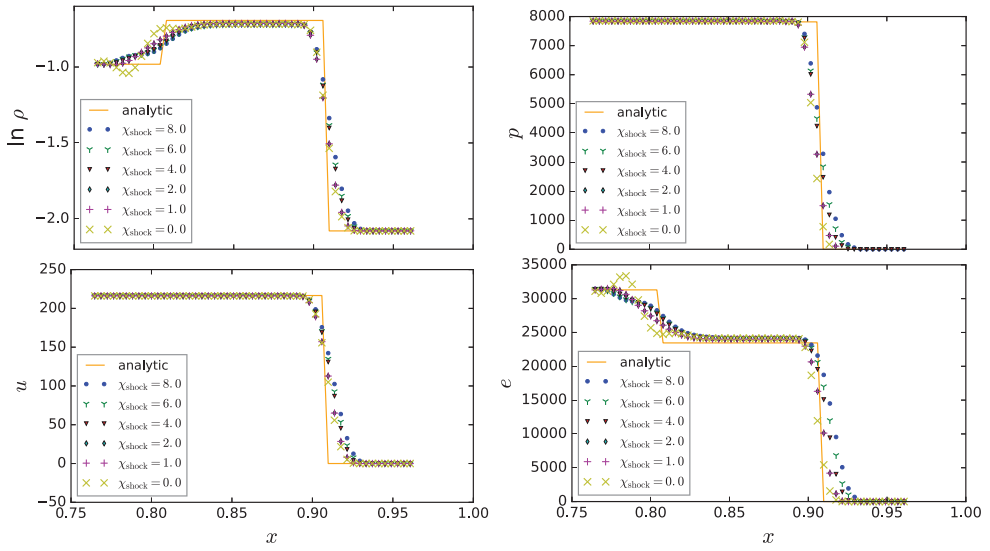 −1.0
−1.5
−2.0
ln ρ
analytic
χshock = 8.0
χshock = 6.0
χshock = 4.0
χshock = 2.0
χshock = 1.0
χshock = 0.0
8000
7000
6000
5000
4000
3000
2000
1000
0
p
analytic
χshock = 8.0
χshock = 6.0
χshock = 4.0
χshock = 2.0
χshock = 1.0
χshock = 0.0
250
200
150
100
50
0
−50
u
analytic
χshock = 8.0
χshock = 6.0
χshock = 4.0
χshock = 2.0
χshock = 1.0
χshock = 0.0
0.75 0.80 0.85 0.90 0.95 1.00
x
35000
30000
25000
20000
15000
10000
5000
0
e
analytic
χshock = 8.0
χshock = 6.0
χshock = 4.0
χshock = 2.0
χshock = 1.0
χshock = 0.0
0.75 0.80 0.85 0.90 0.95 1.00
x